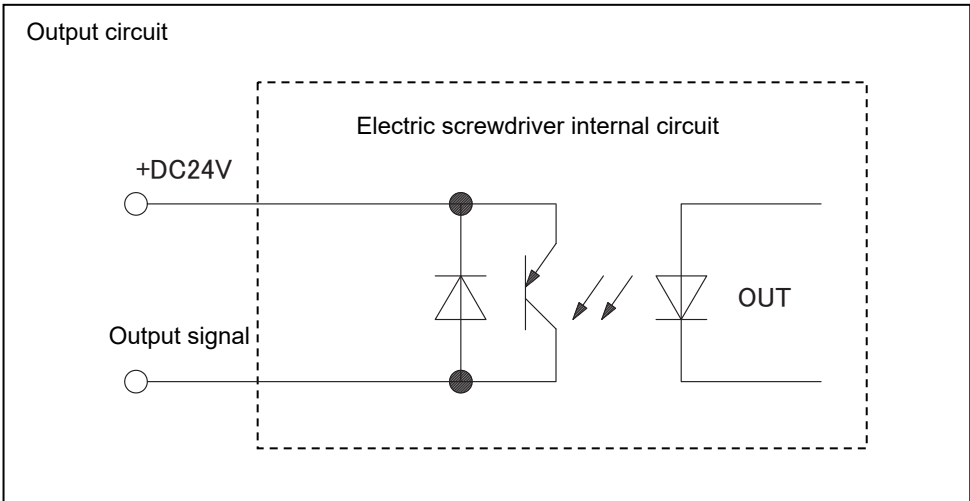 Output circuit
Electric screwdriver internal circuit
+DC24V
OUT
Output signal